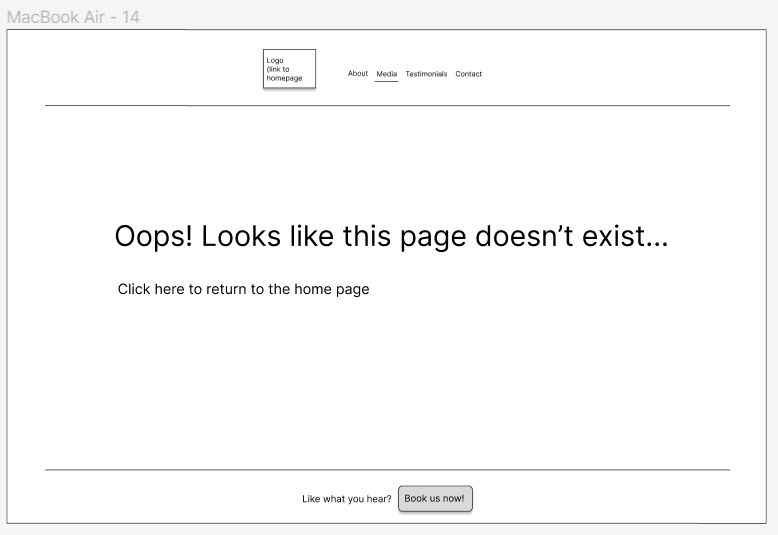 MacBook Air - 14
Logo
(link to
homepage
About Media Testimonials Contact
Oops! Looks like this page doesn’t exist...
Click here to return to the home page
Like what you hear? Book us now!